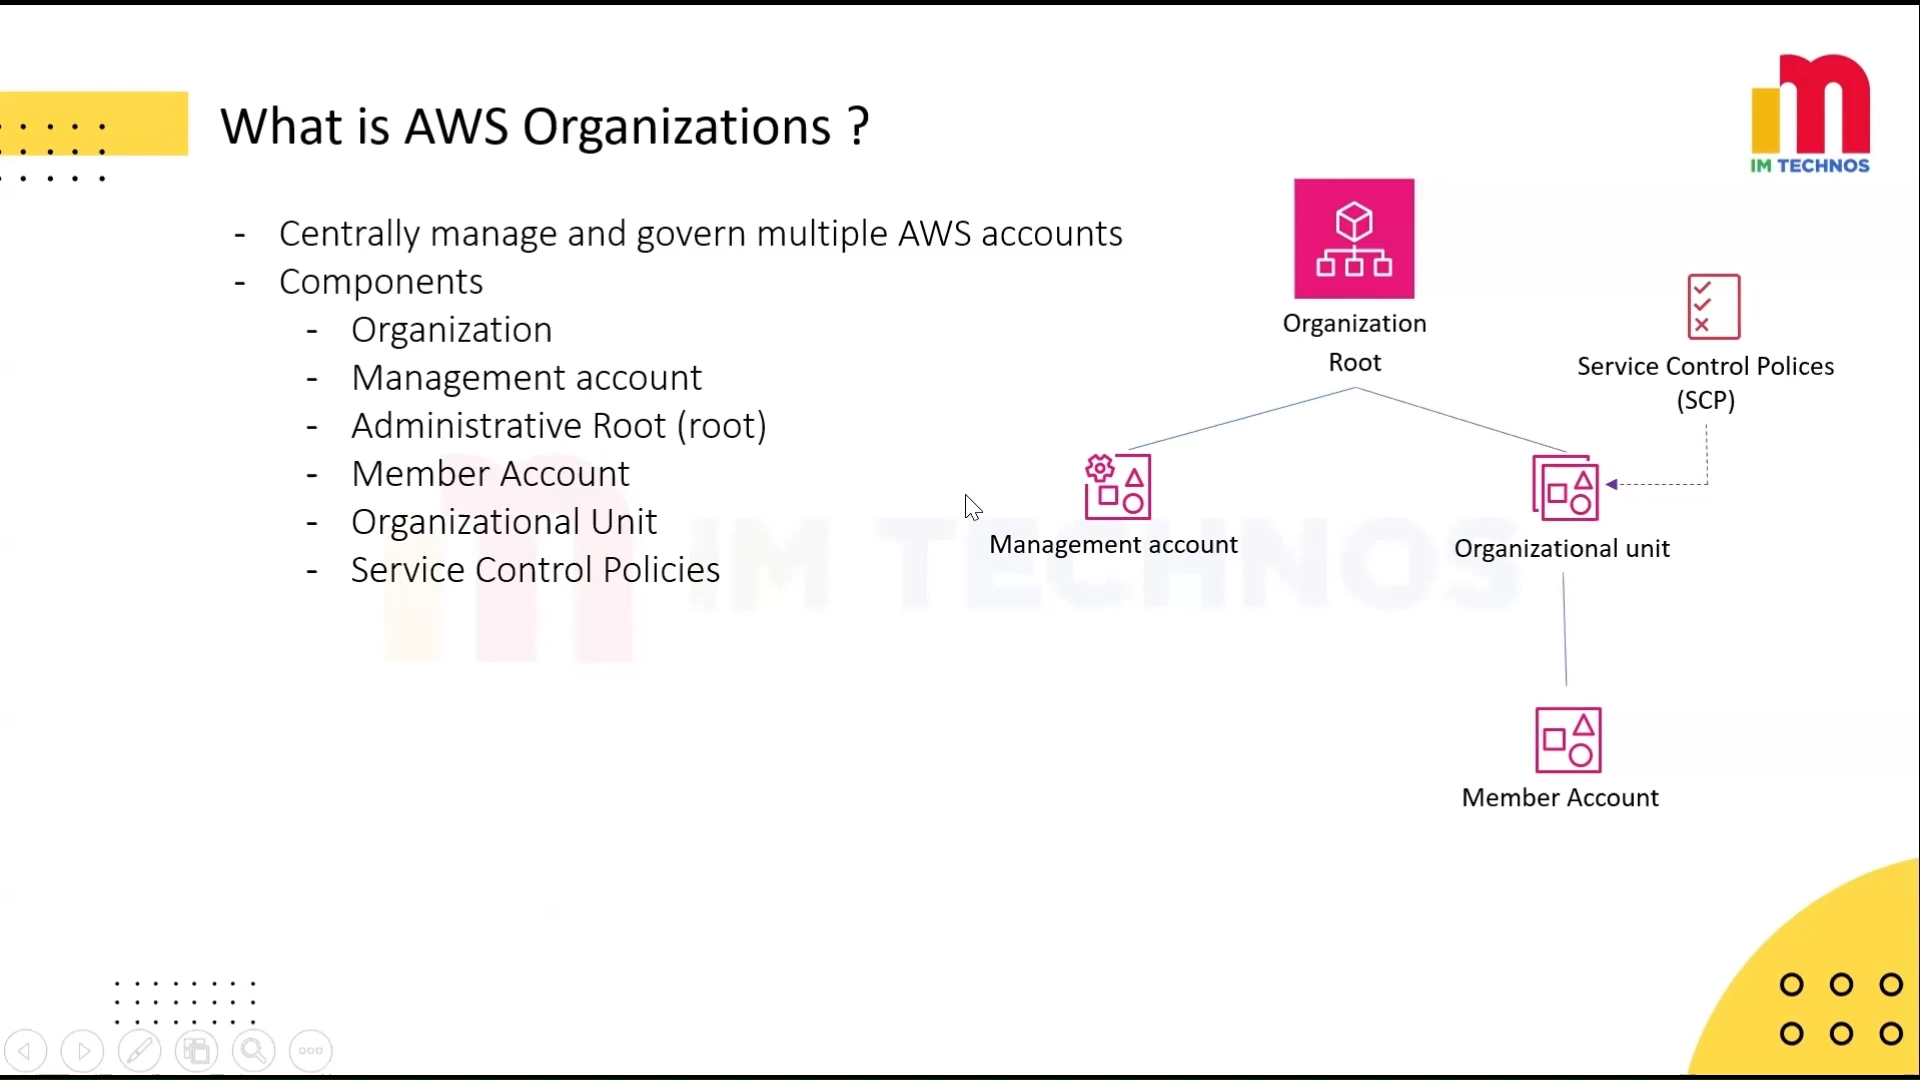 What is AWS Organizations ?
IM TECHNOS
- Centrally manage and govern multiple AWS accounts
- Components
- Organization
- Management account
- Administrative Root (root)
- Member Account
- Organizational Unit
- Service Control Policies
Organization
Root
Service Control Polices
(SCP)
Management account
Organizational unit
Member Account
IM TECHNOS